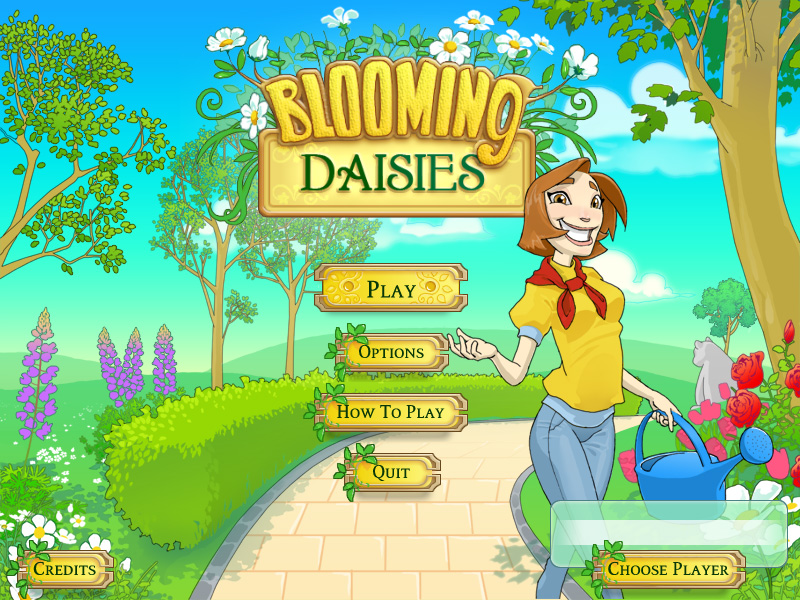 BLOOMING
DAISIES
PLAY
OPTIONS
HOW TO PLAY
QUIT
CREDITS
CHOOSE PLAYER